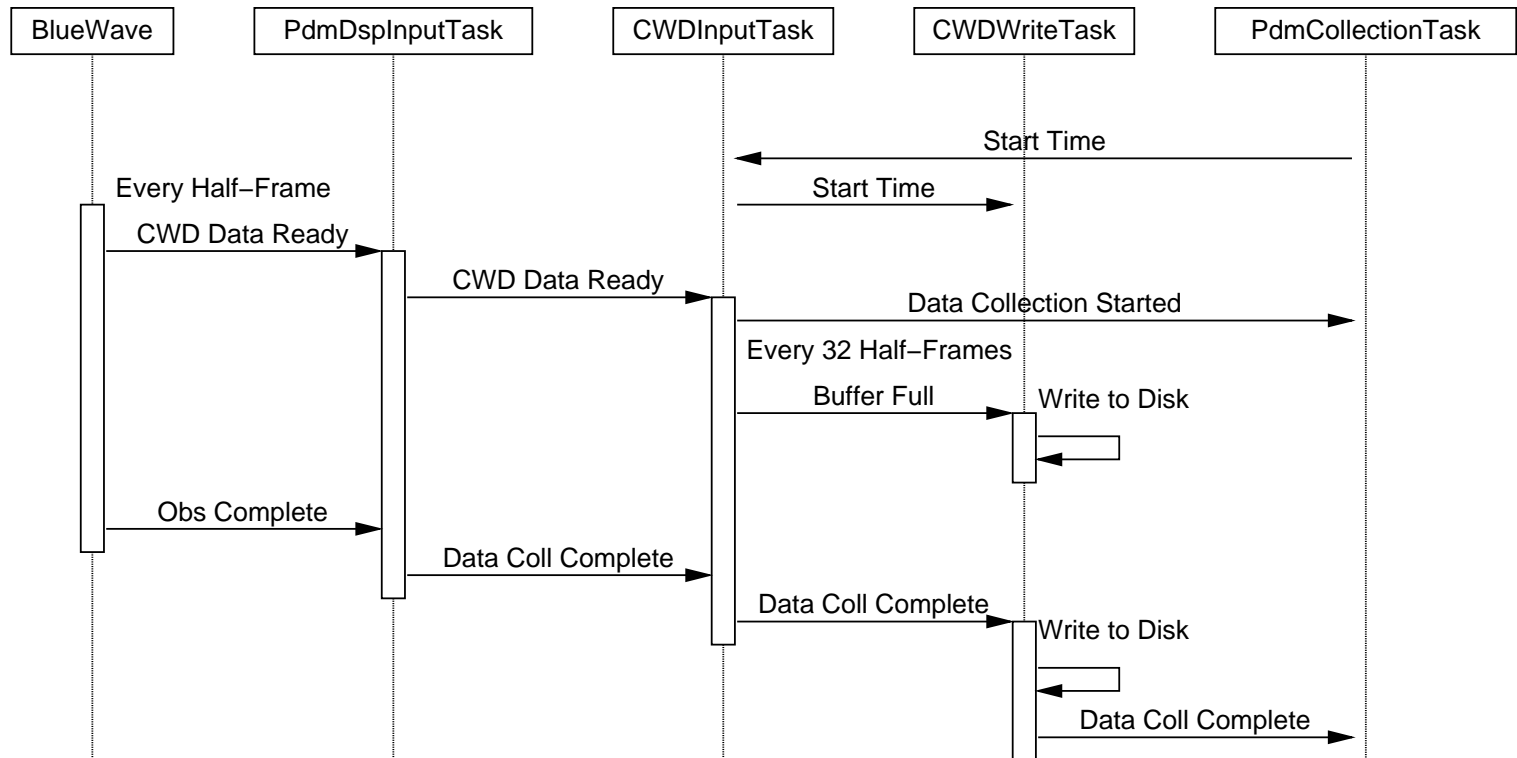 BlueWave
PdmDspInputTask
CWDInputTask
CWDWriteTask
PdmCollectionTask
Start Time
Every Half−Frame
Start Time
CWD Data Ready
CWD Data Ready
Data Collection Started
Every 32 Half−Frames
Buffer Full
Write to Disk
Obs Complete
Data Coll Complete
Data Coll Complete
Write to Disk
Data Coll Complete